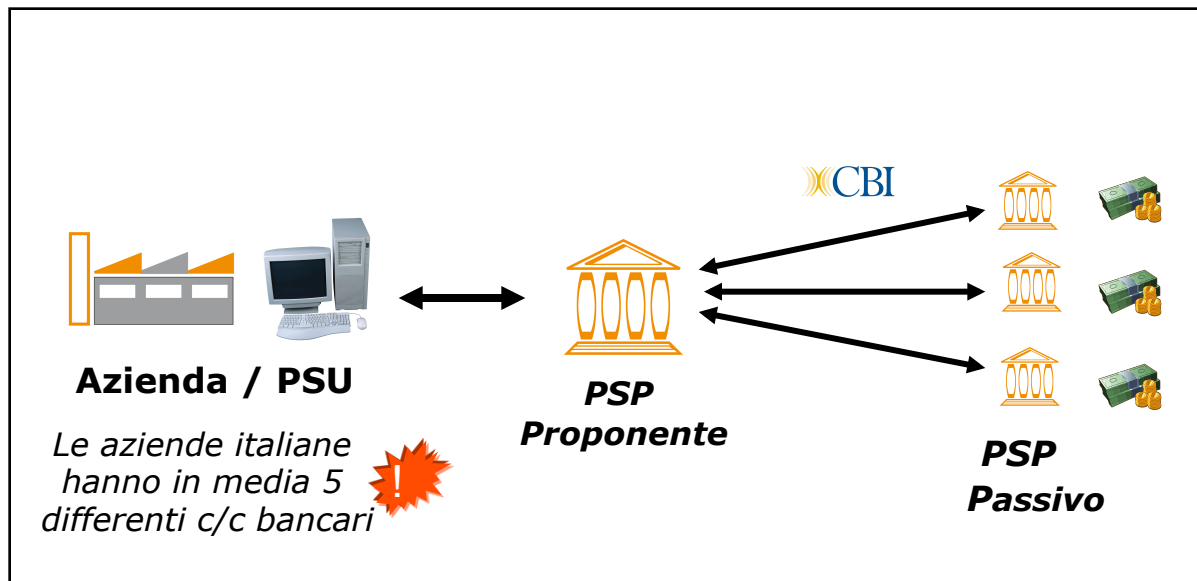 CBI
Azienda / PSU
Le aziende italiane
hanno in media 5
differenti c/c bancari
!
PSP
Proponente
PSP
Passivo